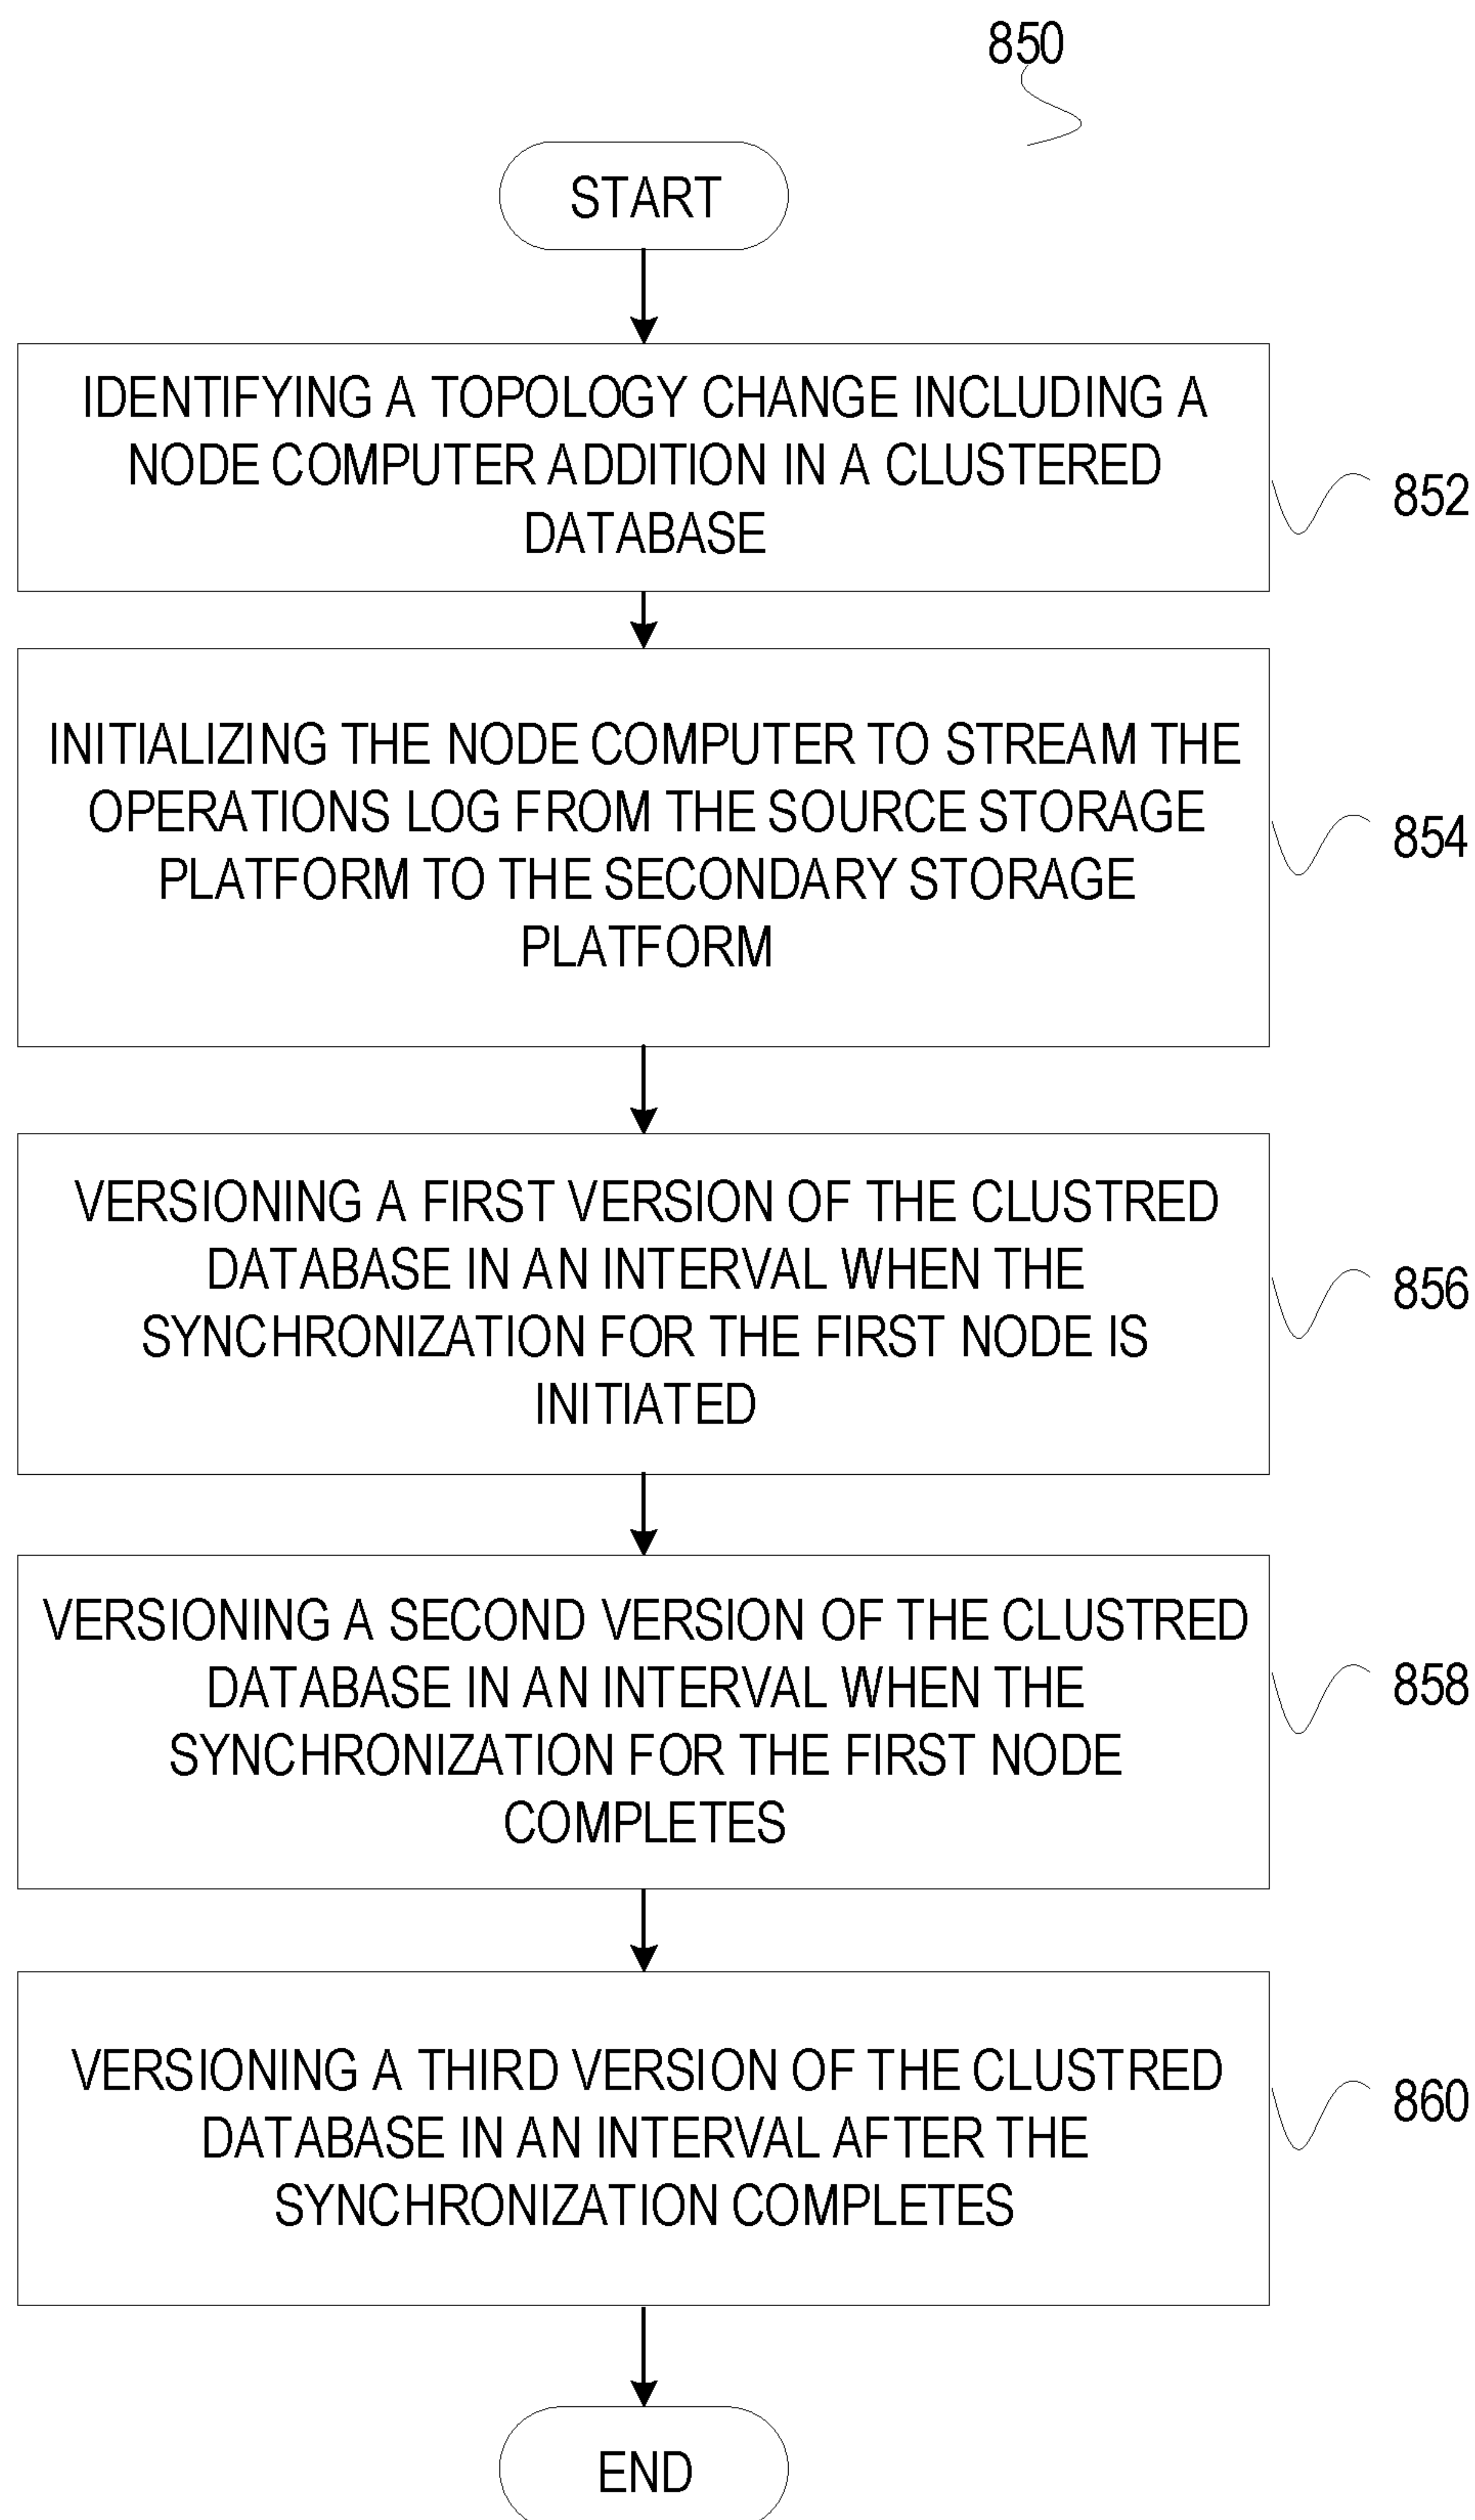 850
START
IDENTIFYING A TOPOLOGY CHANGE INCLUDING A
NODE COMPUTER ADDITION IN A CLUSTERED
DATABASE
852
INITIALIZING THE NODE COMPUTER TO STREAM THE
OPERATIONS LOG FROM THE SOURCE STORAGE
PLATFORM TO THE SECONDARY STORAGE
PLATFORM
854
VERSIONING A FIRST VERSION OF THE CLUSTRED
DATABASE IN AN INTERVAL WHEN THE
SYNCHRONIZATION FOR THE FIRST NODE IS
INITIATED
856
VERSIONING A SECOND VERSION OF THE CLUSTRED
DATABASE IN AN INTERVAL WHEN THE
SYNCHRONIZATION FOR THE FIRST NODE
COMPLETES
858
VERSIONING A THIRD VERSION OF THE CLUSTRED
DATABASE IN AN INTERVAL AFTER THE
SYNCHRONIZATION COMPLETES
860
END